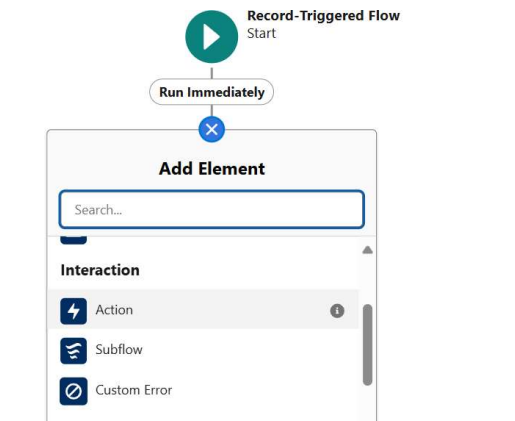 Record-Triggered Flow
Start
Run Immediately
Add Element
Search...
Interaction
Action
Subflow
Custom Error